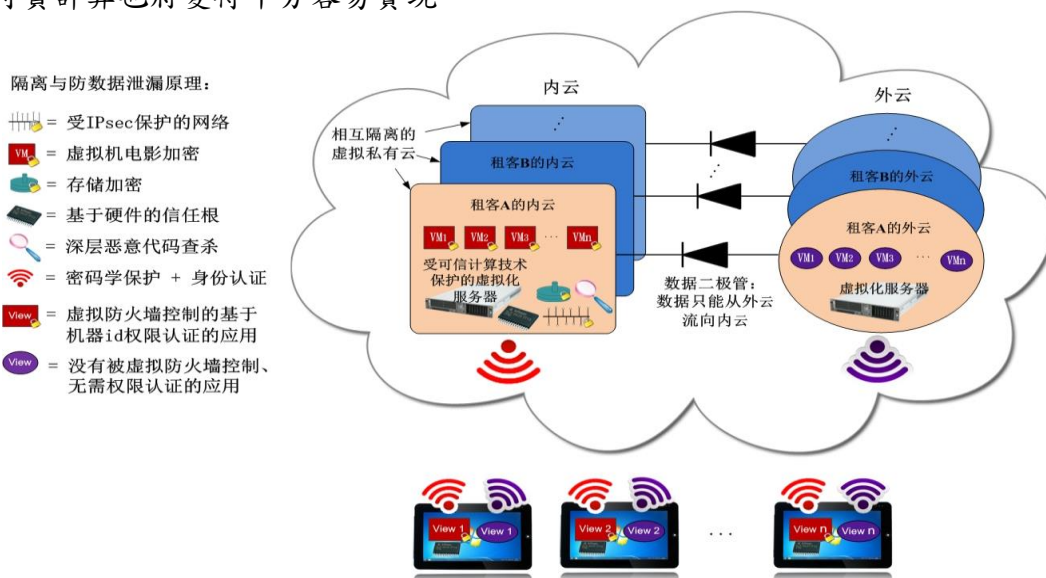 隔离与防数据泄漏原理:
= 受IPsec保护的网络
VM = 虚拟机电影加密
= 存储加密
= 基于硬件的信任根
= 深层恶意代码查杀
= 密码学保护 + 身份认证
View = 虚拟防火墙控制的基于
机器id权限认证的应用
View = 没有被虚拟防火墙控制、
无需权限认证的应用
内云
外云
相互隔离的
虚拟私有云
租客B的内云
租客A的内云
VM1 VM2 VM3 ... VMn
受可信计算技术
保护的虚拟化
服务器
数据二极管:
数据只能从外云
流向内云
租客B的外云
租客A的外云
VM1 VM2 VM3 ... VMn
虚拟化服务器
View 1 View 1
View 2 View 2
...
View n View n